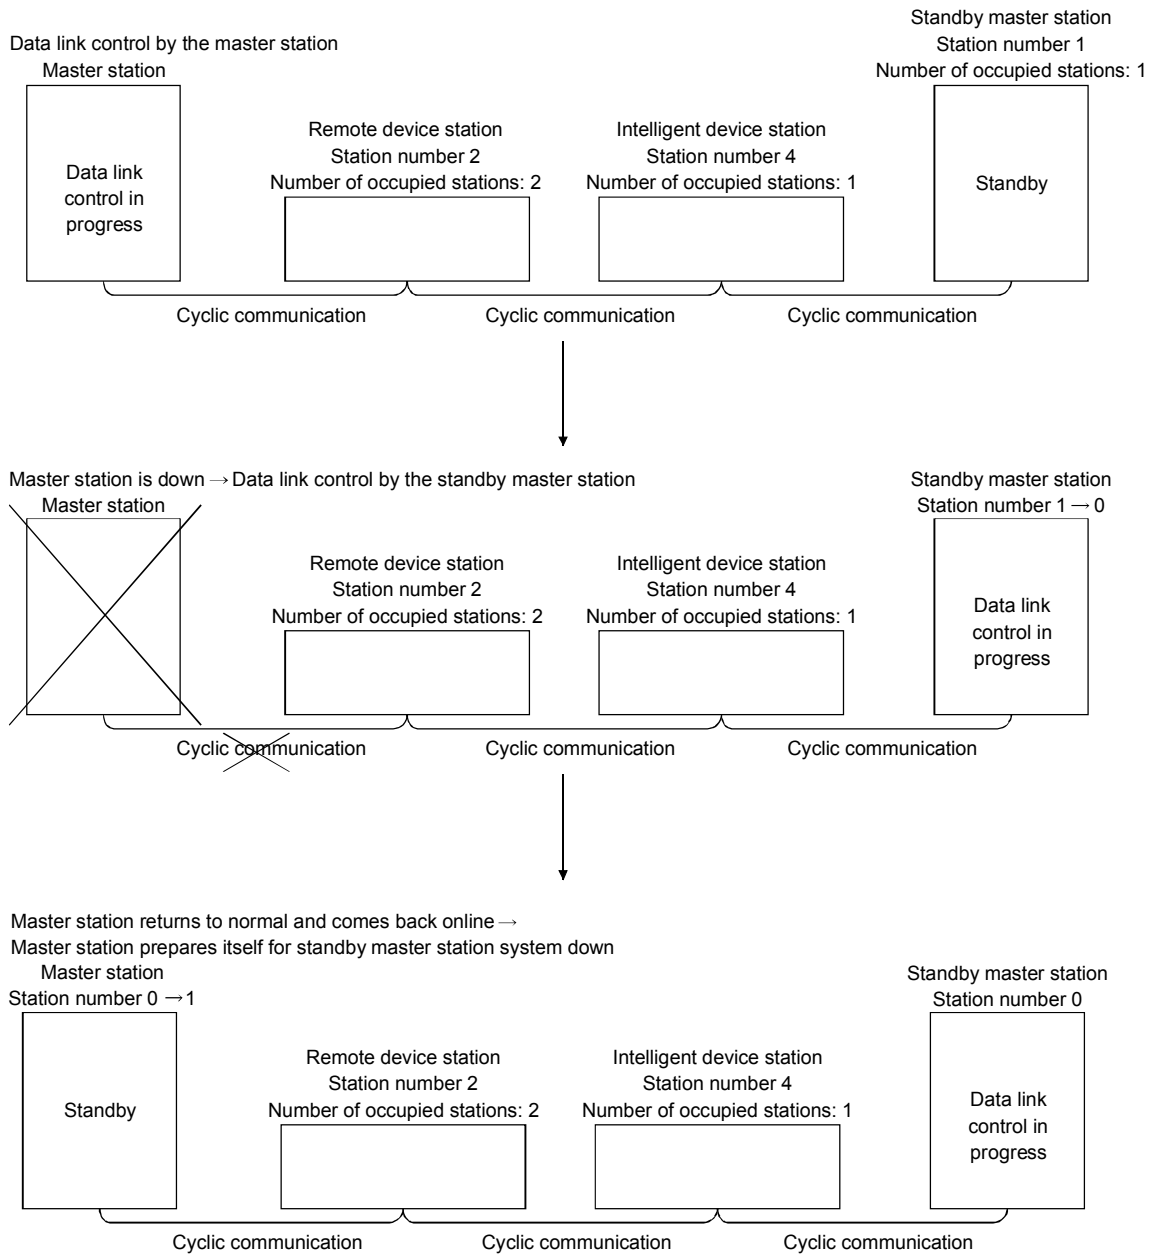 Data link control by the master station
Master station
Standby master station
Station number 1
Number of occupied stations: 1
Remote device station
Station number 2
Number of occupied stations: 2
Intelligent device station
Station number 4
Number of occupied stations: 1
Data link
control in
progress
Standby
Cyclic communication
Cyclic communication
Cyclic communication
Master station is down → Data link control by the standby master station
Master station
Standby master station
Station number 1 → 0
Remote device station
Station number 2
Number of occupied stations: 2
Intelligent device station
Station number 4
Number of occupied stations: 1
Data link
control in
progress
Cyclic communication
Cyclic communication
Cyclic communication
Master station returns to normal and comes back online →
Master station prepares itself for standby master station system down
Master station
Station number 0 → 1
Standby master station
Station number 0
Remote device station
Station number 2
Number of occupied stations: 2
Intelligent device station
Station number 4
Number of occupied stations: 1
Standby
Data link
control in
progress
Cyclic communication
Cyclic communication
Cyclic communication